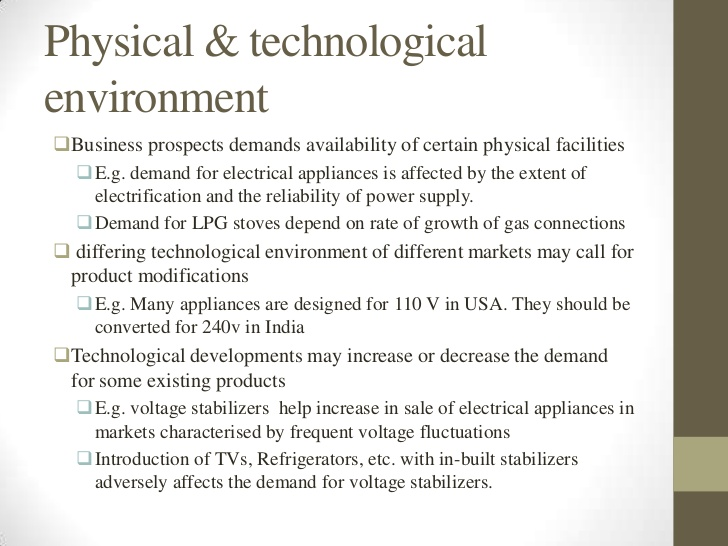 Physical & technological
environment
❑Business prospects demands availability of certain physical facilities
❑E.g. demand for electrical appliances is affected by the extent of
electrification and the reliability of power supply.
❑Demand for LPG stoves depend on rate of growth of gas connections
❑ differing technological environment of different markets may call for
product modifications
❑E.g. Many appliances are designed for 110 V in USA. They should be
converted for 240v in India
❑Technological developments may increase or decrease the demand
for some existing products
❑E.g. voltage stabilizers help increase in sale of electrical appliances in
markets characterised by frequent voltage fluctuations
❑Introduction of TVs, Refrigerators, etc. with in-built stabilizers
adversely affects the demand for voltage stabilizers.